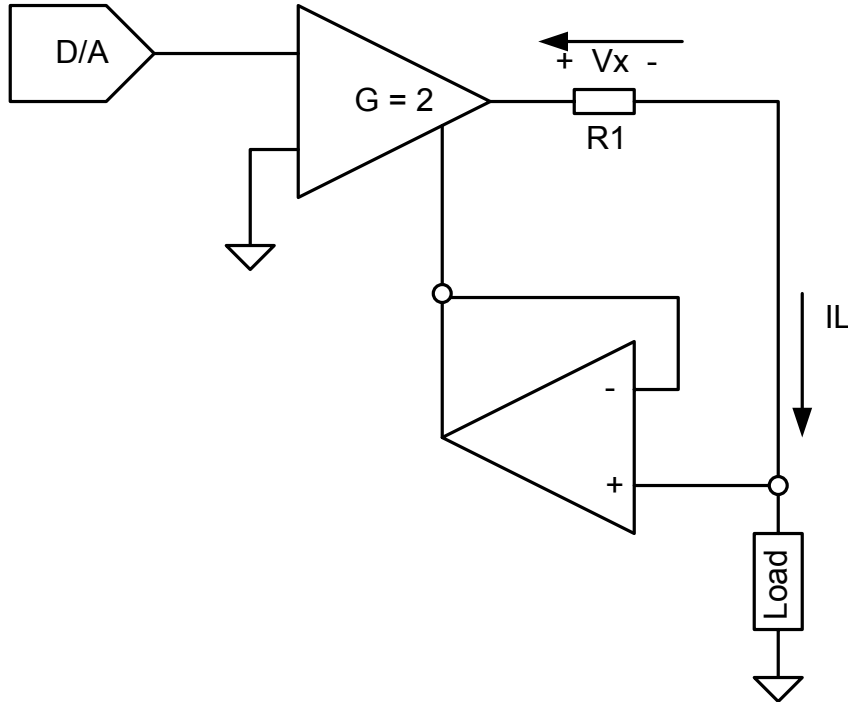 D/A
G = 2
+ Vx -
R1
IL
-
+
Load